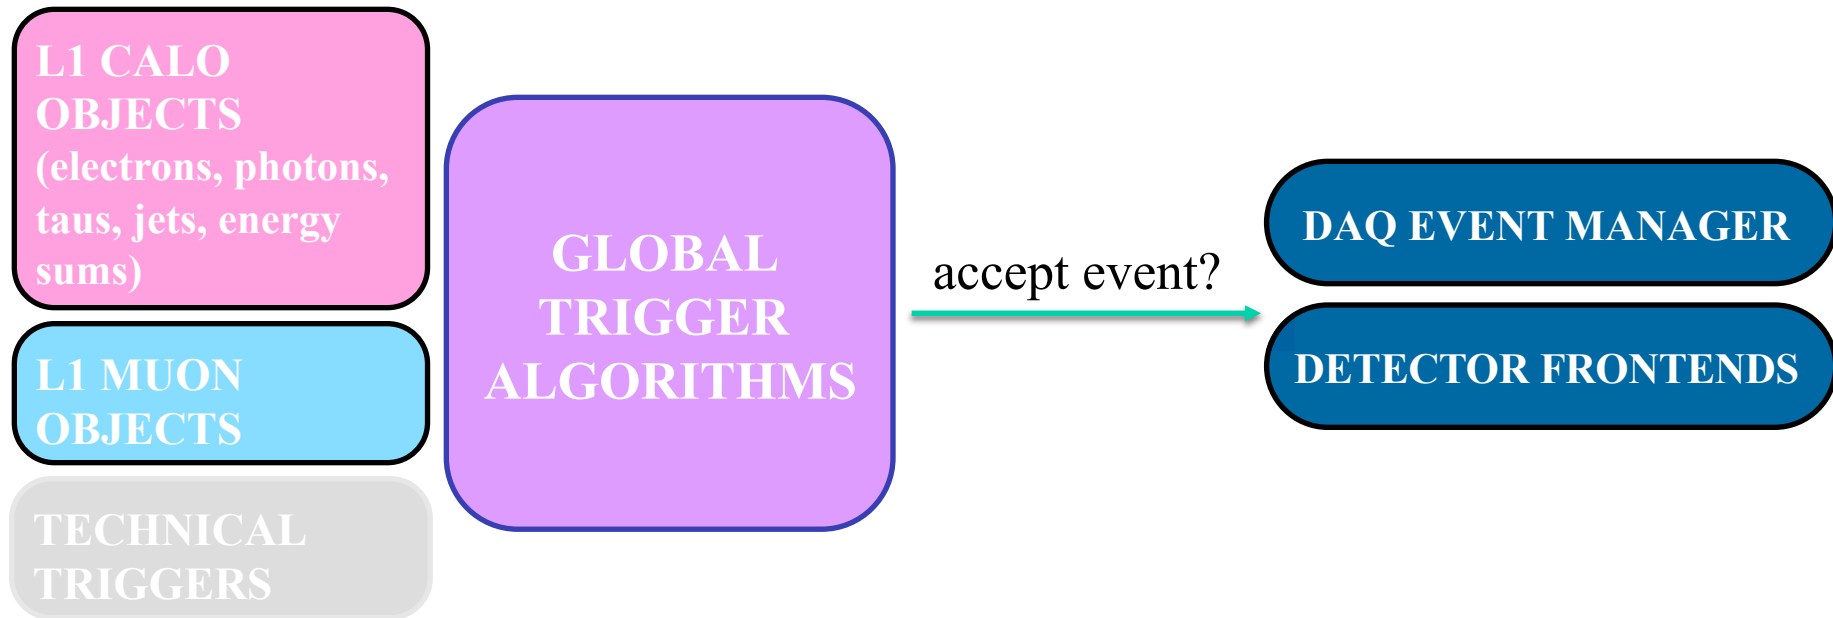 L1 CALO
OBJECTS
(electrons, photons,
taus, jets, energy
sums)
L1 MUON
OBJECTS
TECHNICAL
TRIGGERS
GLOBAL
TRIGGER
ALGORITHMS
accept event?
DAQ EVENT MANAGER
DETECTOR FRONTENDS